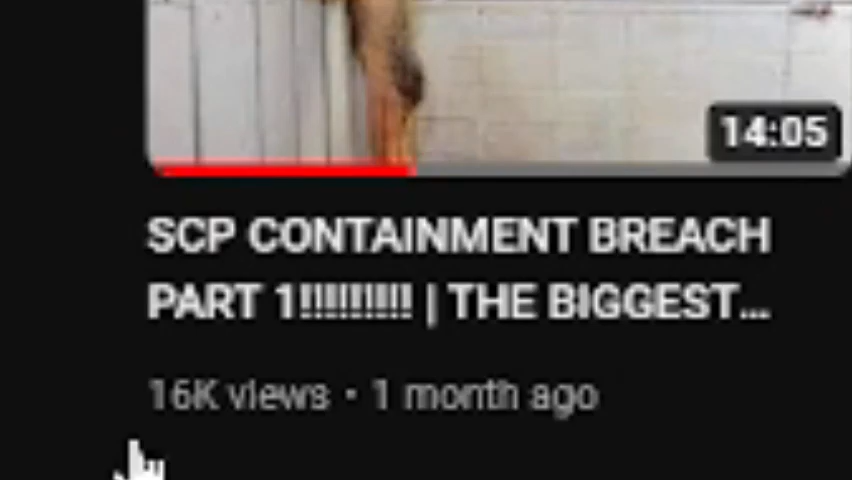 14:05
SCP CONTAINMENT BREACH
PART 1!!!!!!!!!! | THE BIGGEST...
16K views • 1 month ago